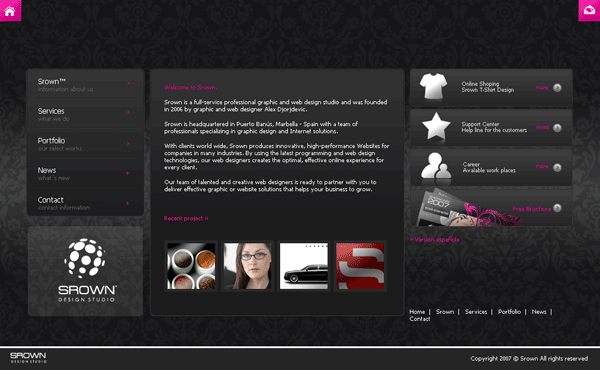 Srown™
information about us
Services
what we do
Portfolio
our select works
News
what 's new
Contact
contact information
SROWN
DESIGN STUDIO
Welcome to Srown,
Srown is a full-service professional graphic and web design studio and was founded
in 2006 by graphic and web designer Alex Djorjdevic.
Srown is headquartered in Puerto Banús, Marbella - Spain with a team of
professionals specializing in graphic design and Internet solutions.
With clients world wide, Srown produces innovative, high-performance Websites for
companies in many industries. By using the latest programming and web design
technologies, our web designers creates the optimal, effective online experience for
every client.
Our team of talented and creative web designers is ready to partner with you to
deliver effective graphic or website solutions that helps your business to grow.
Recent project »
Online Shoping
Srown T-Shirt Design
Support Center
Help line for the customers
Career
Avalable work places
2007
Free Brochure
» Version española
Home | Srown | Services | Portfolio | News |
Contact
SROWN
DESIGN STUDIO
Copyright 2007 © Srown All rights reserved